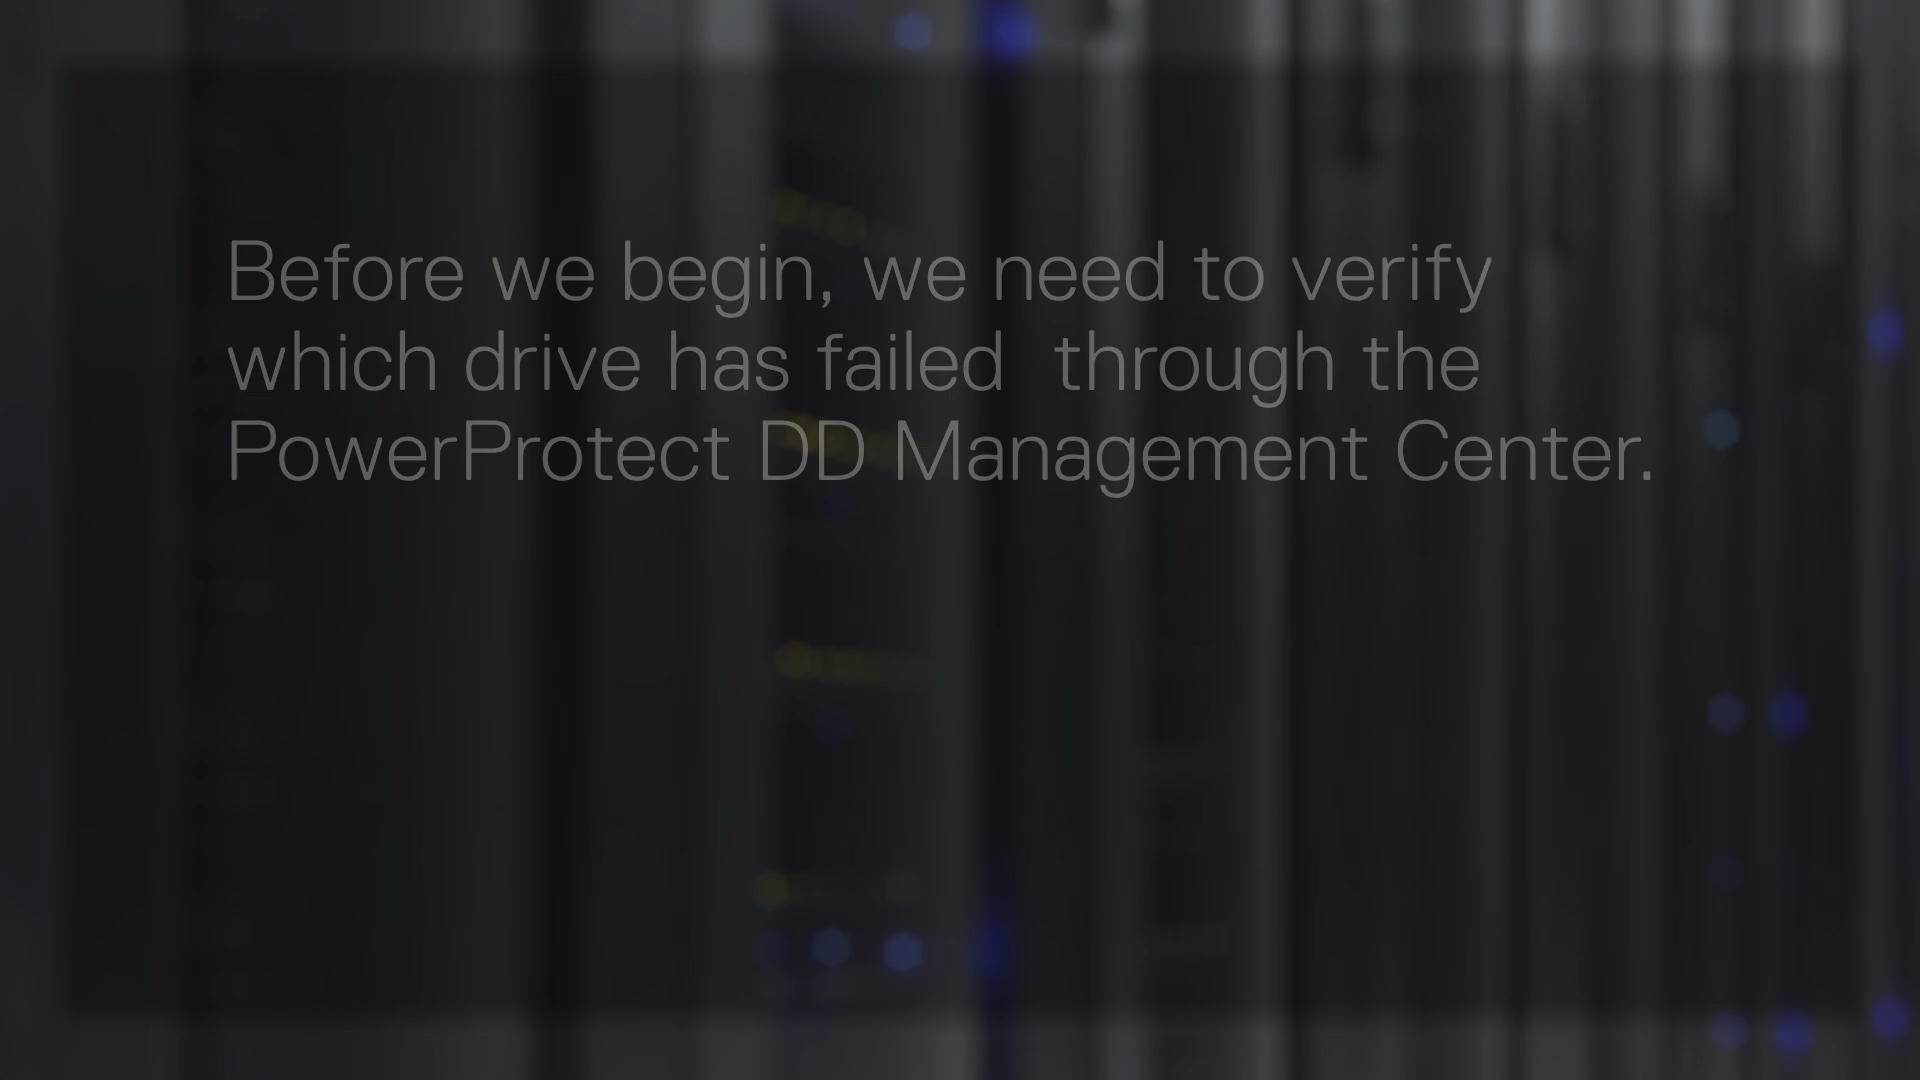 Before we begin, we need to verify
which drive has failed  through the
PowerProtect DD Management Center.